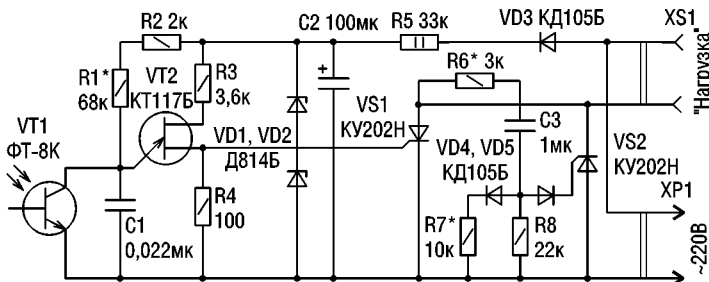 R2 2к
C2 100мк
R5 33к
VD3 КД105Б
XS1
R1*
68к
VT2
КТ117Б
R3
3,6к
R6* 3к
"Нагрузка"
VT1
ФТ-8К
VD1, VD2
Д814Б
VS1
КУ202Н
C3
1мк
VD4, VD5
КД105Б
VS2
КУ202Н
C1
0,022мк
R4
100
R7*
10к
R8
22к
XP1
~220В
+